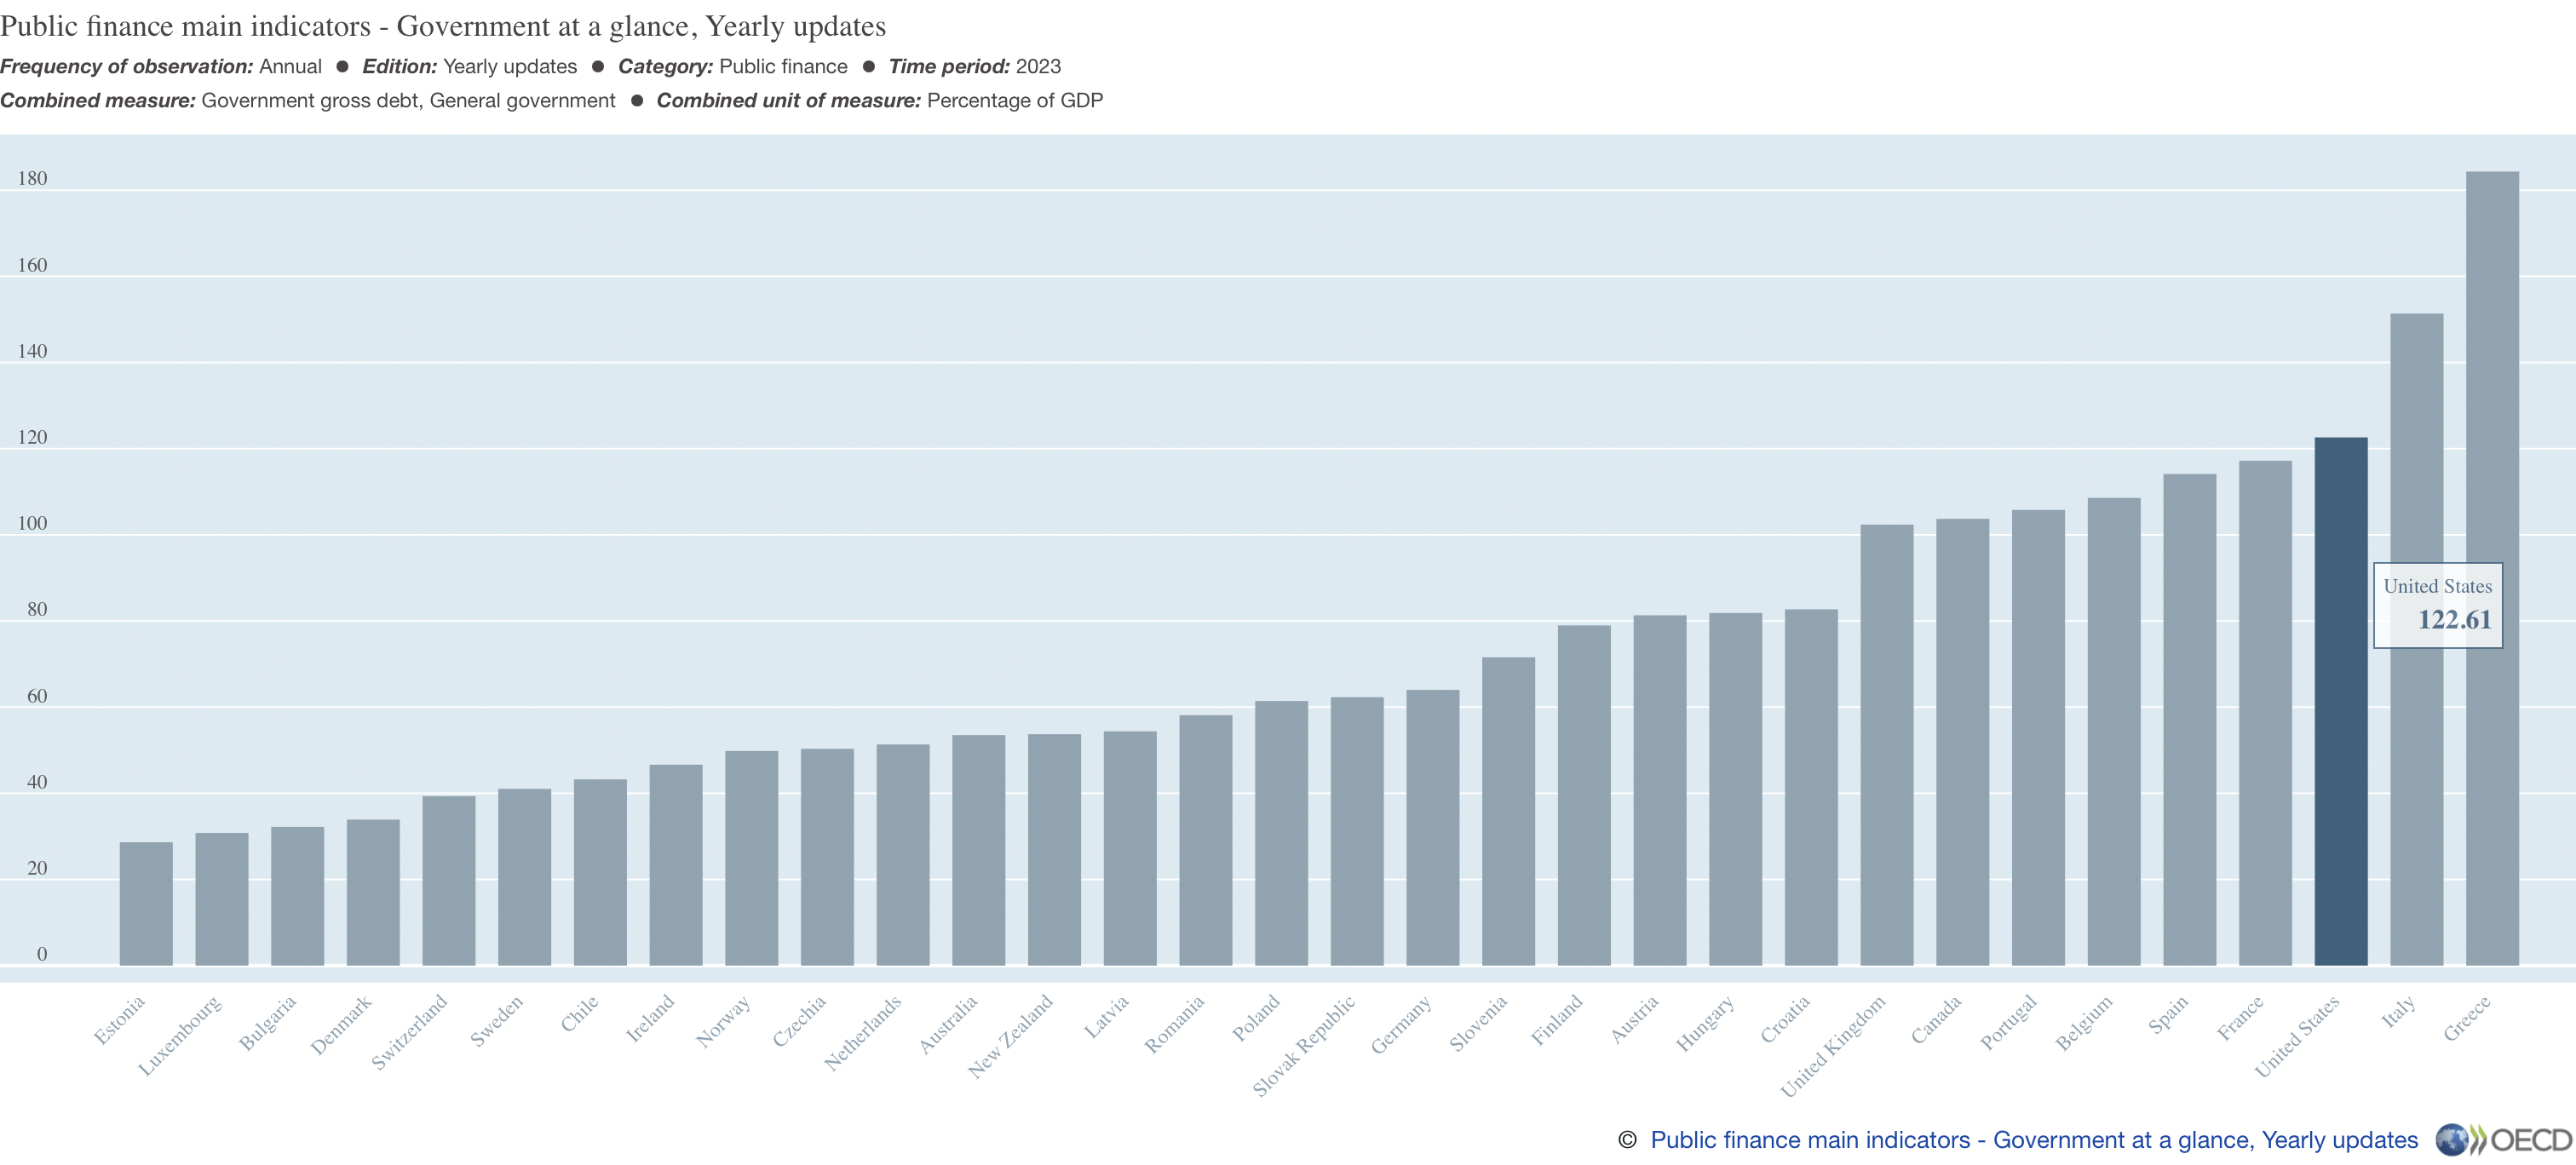 Public finance main indicators - Government at a glance, Yearly updates
Frequency of observation: Annual ● Edition: Yearly updates ● Category: Public finance ● Time period: 2023
Combined measure: Government gross debt, General government ● Combined unit of measure: Percentage of GDP
180
160
140
120
100
80
60
40
20
0
United States
122.61
Estonia
Luxembourg
Bulgaria
Denmark
Switzerland
Sweden
Chile
Ireland
Norway
Czechia
Netherlands
Australia
New Zealand
Latvia
Romania
Poland
Slovak Republic
Germany
Slovenia
Finland
Austria
Hungary
Croatia
United Kingdom
Canada
Portugal
Belgium
Spain
France
United States
Italy
Greece
© Public finance main indicators - Government at a glance, Yearly updates OECD